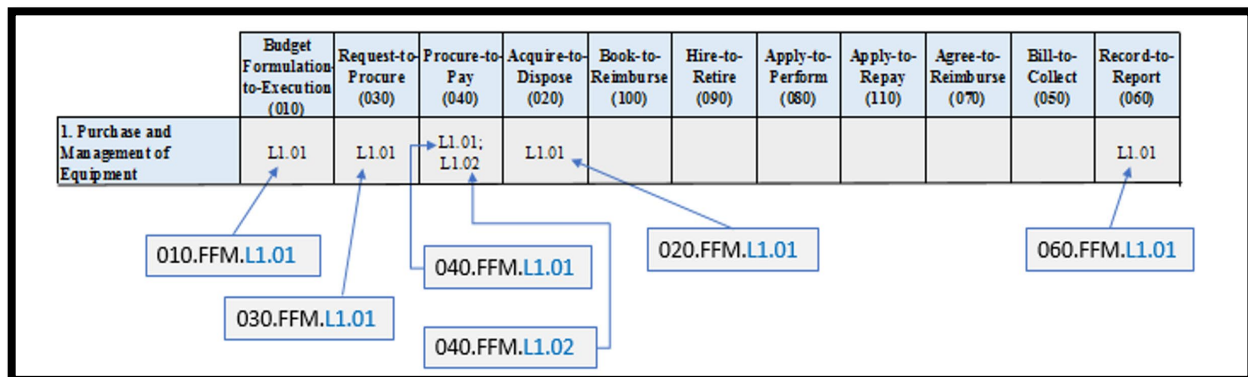 Budget
Formulation-
to-Execution
(010)
Request-to-
Procure
(030)
Procure-to-
Pay
(040)
Acquire-to-
Dispose
(020)
Book-to-
Reimburse
(100)
Hire-to-
Retire
(090)
Apply-to-
Perform
(080)
Apply-to-
Repay
(110)
Agree-to-
Reimburse
(070)
Bill-to-
Collect
(050)
Record-to-
Report
(060)
1. Purchase and
Management of
Equipment
L1.01
L1.01
L1.01;
L1.02
L1.01
L1.01
010.FFM.L1.01
040.FFM.L1.01
020.FFM.L1.01
060.FFM.L1.01
030.FFM.L1.01
040.FFM.L1.02